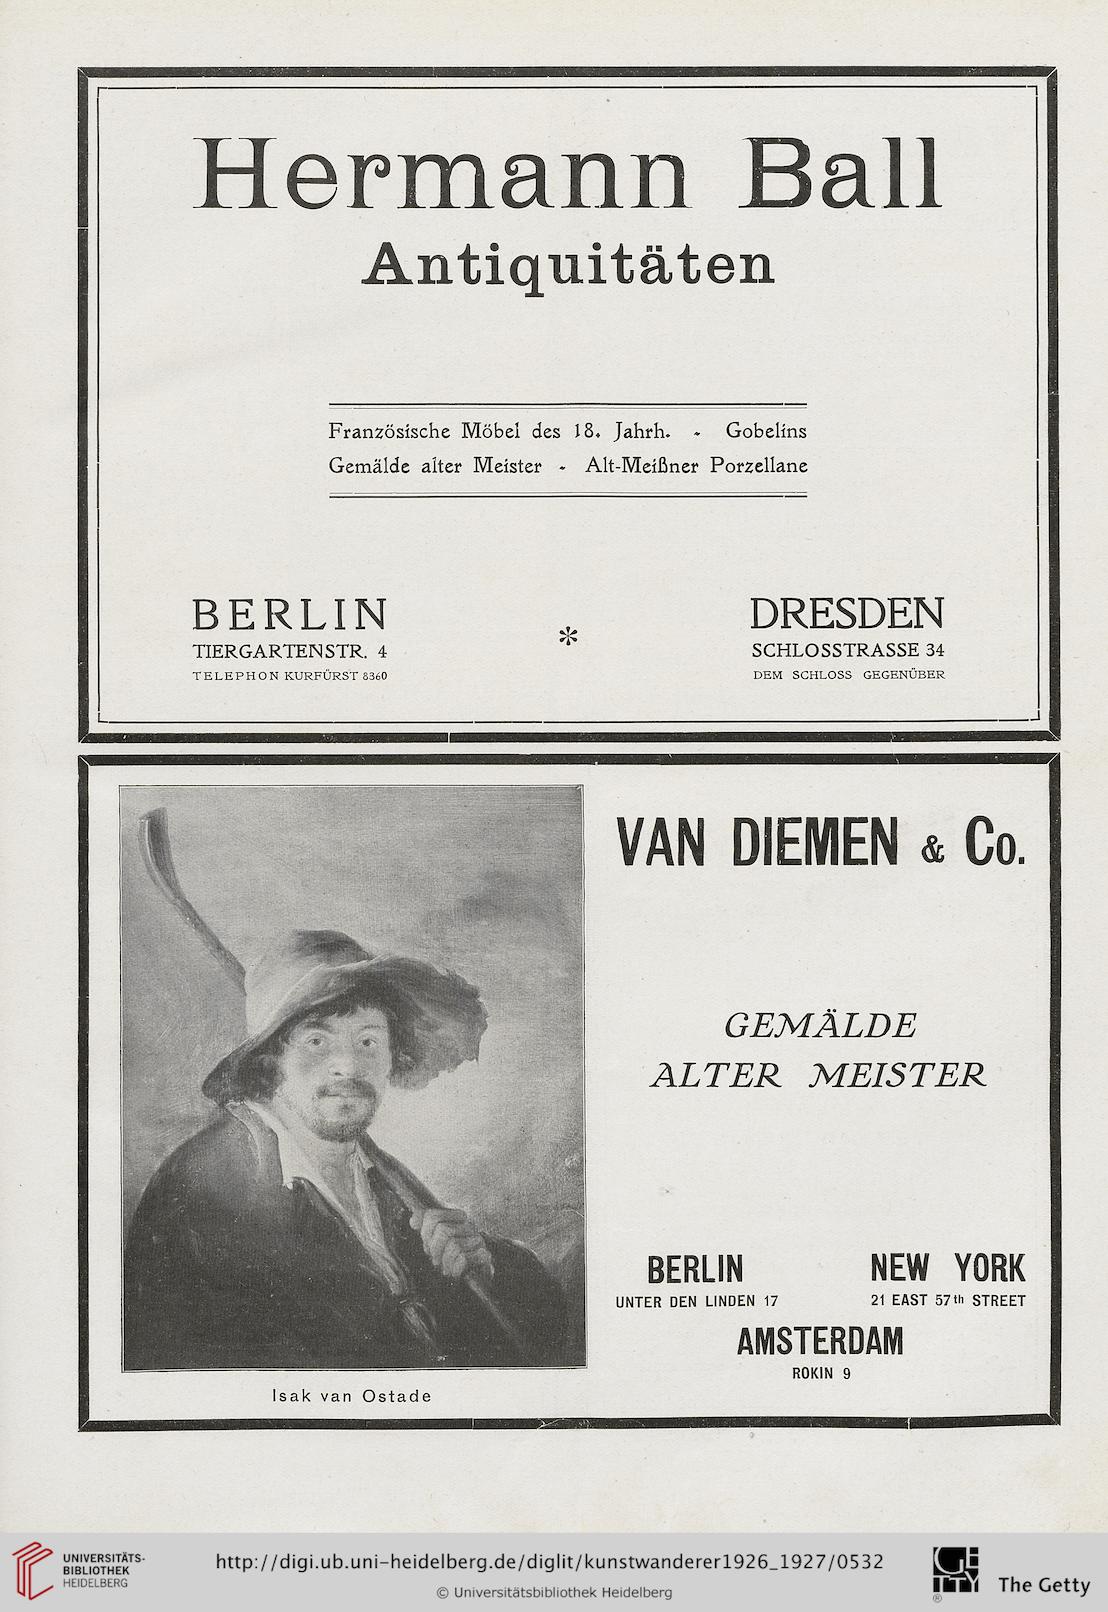 Hermann Ball
Antiquitäten
Französische Möbel des 18. Jahrh. - Gobelins
Gemälde alter Meister - Alt-Meißner Porzellane
BERLIN
TIERGARTENSTR. 4
TELEPHON KURFÜRST 8360
*
DRESDEN
SCHLOSSTRASSE 34
DEM SCHLOSS GEGENÜBER
VAN DIEMEN & Co.
GEMÄLDE
ALTER MEISTER
BERLIN
UNTER DEN LINDEN 17
NEW YORK
21 EAST 57th STREET
AMSTERDAM
ROKIN 9
Isak van Ostade
UNIVERSITÄTS-
BIBLIOTHEK
HEIDELBERG
http://digi.ub.uni-heidelberg.de/diglit/kunstwanderer1926_1927/0532
© Universitätsbibliothek Heidelberg
GETTY
®
The Getty